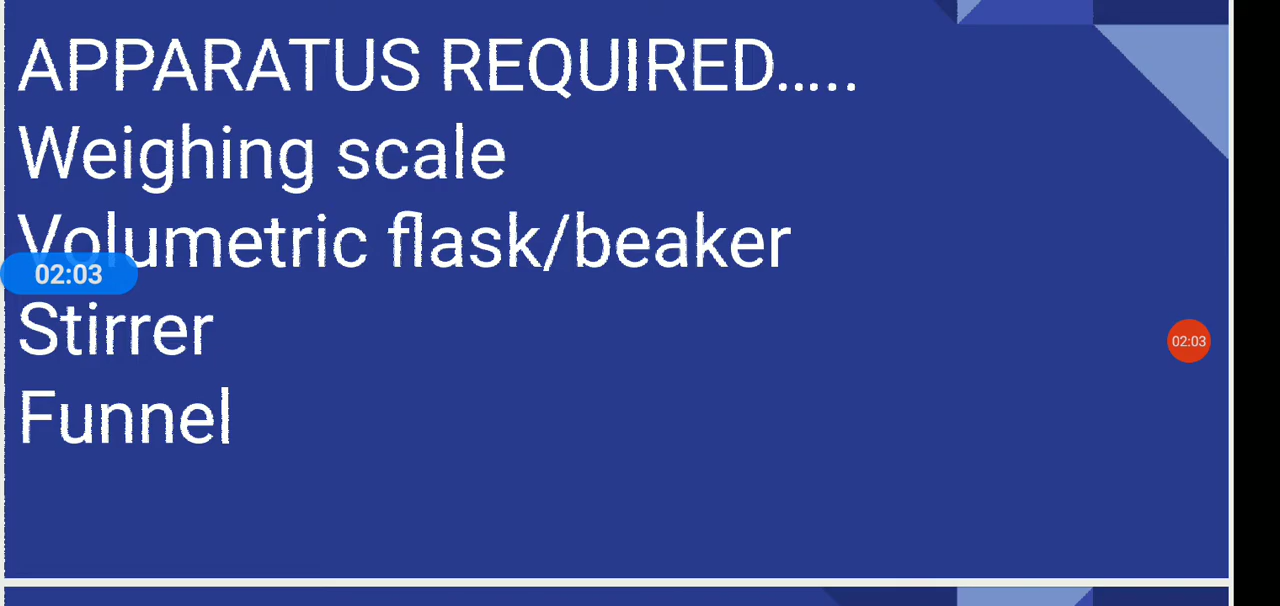 APPARATUS REQUIRED.....
Weighing scale
Volumetric flask/beaker
02:03
Stirrer
02:03
Funnel